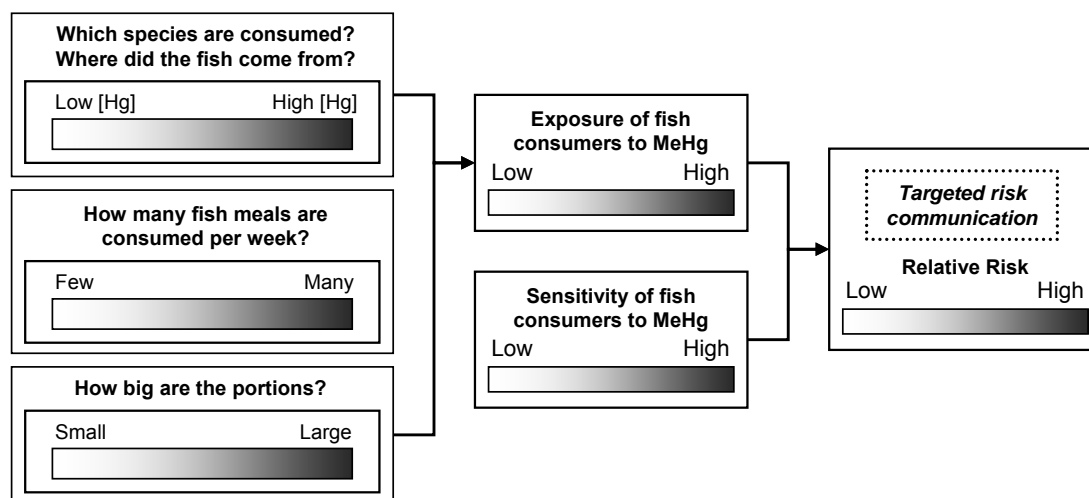 Which species are consumed?
Where did the fish come from?
Low [Hg] High [Hg]
How many fish meals are
consumed per week?
Few Many
How big are the portions?
Small Large
Exposure of fish
consumers to MeHg
Low High
Sensitivity of fish
consumers to MeHg
Low High
Targeted risk
communication
Relative Risk
Low High